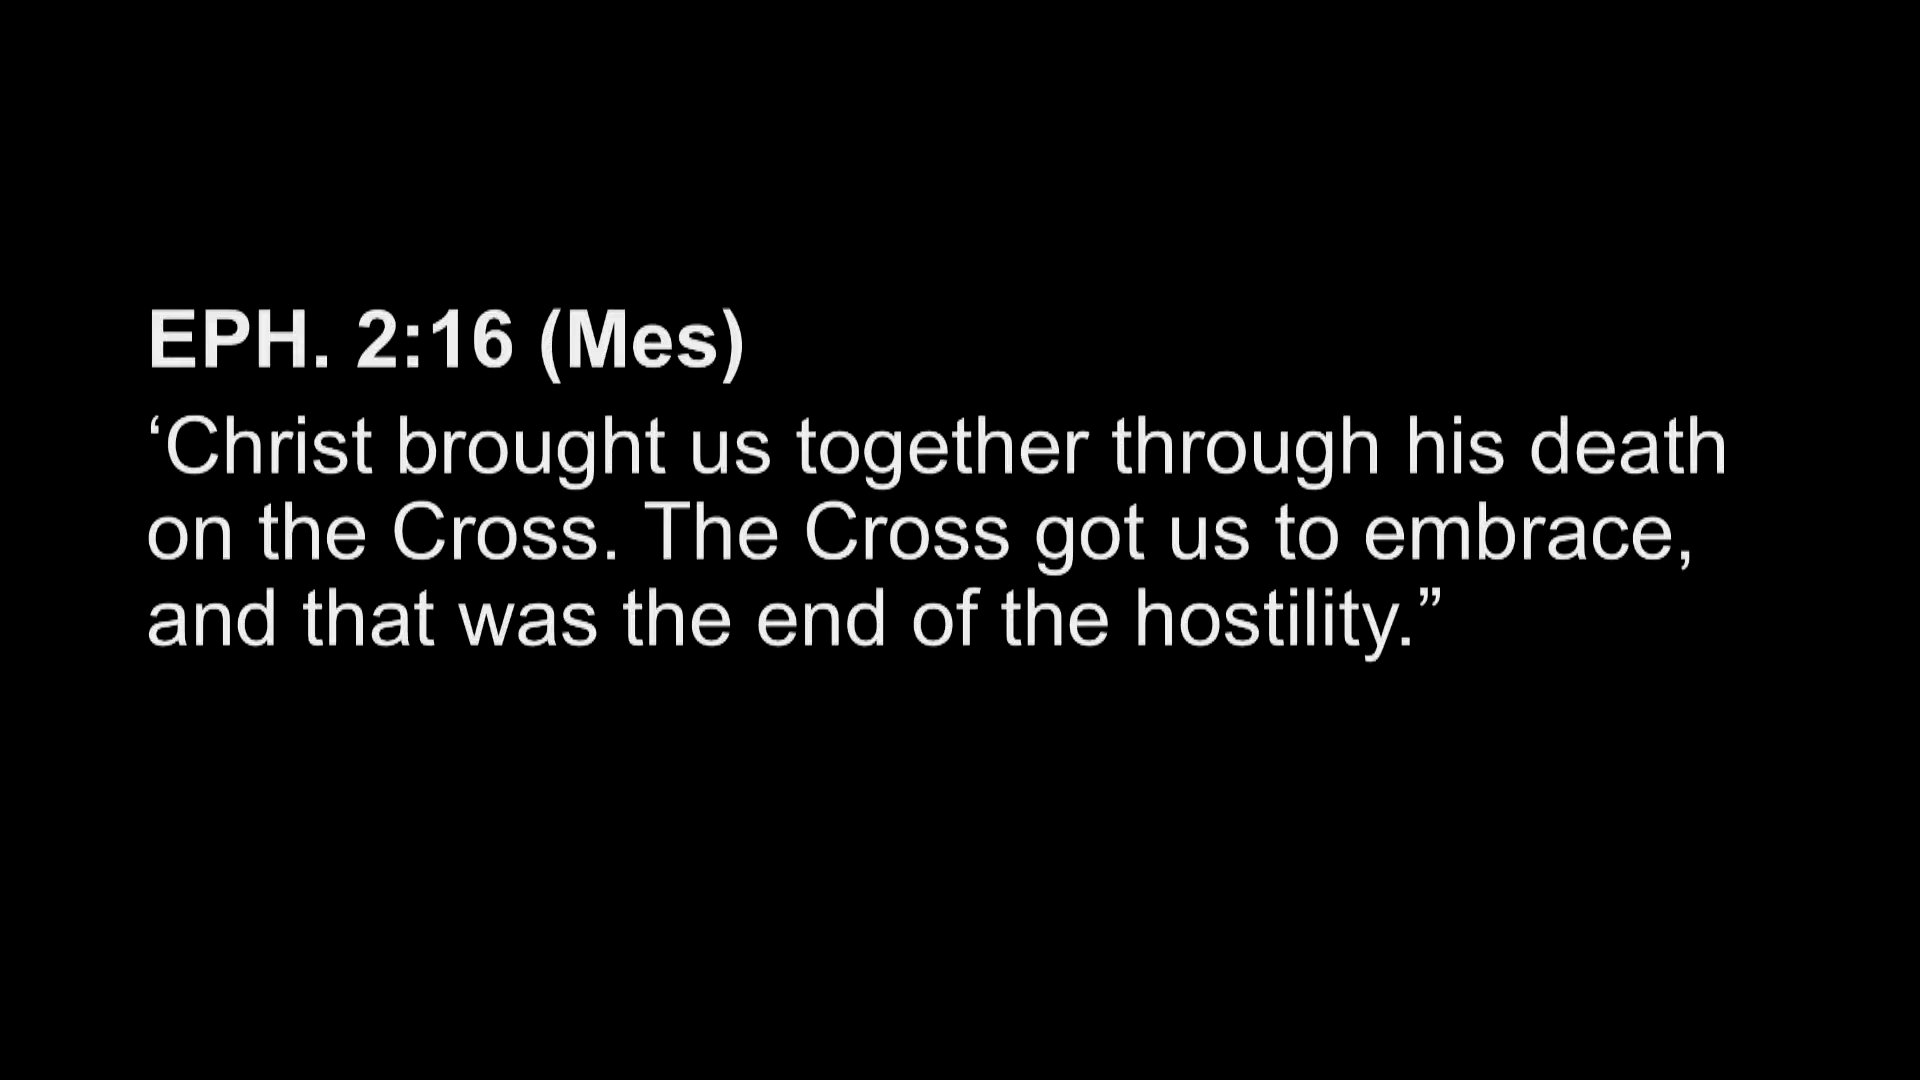 EPH. 2:16 (Mes)
‘Christ brought us together through his death
on the Cross. The Cross got us to embrace,
and that was the end of the hostility.”